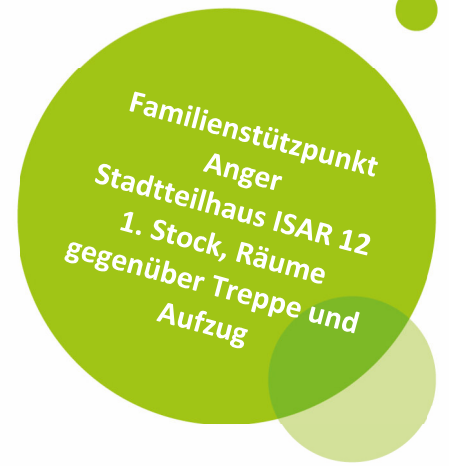 Familienstützpunkt
Anger
Stadtteilhaus ISAR 12
1. Stock, Räume
gegenüber Treppe und
Aufzug